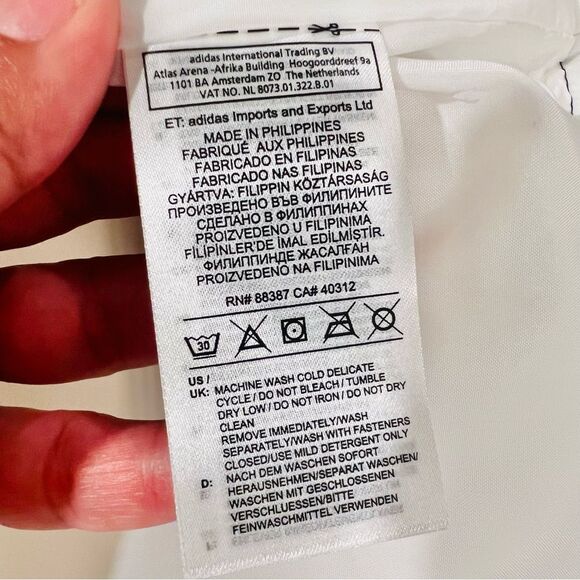 adidas International Trading BV
Atlas Arena -Afrika Building Hoogoorddreef 9a
1101 BA Amsterdam ZO The Netherlands
VAT NO. NL 8073.01.322.B.01
ET: adidas Imports and Exports Ltd
MADE IN PHILIPPINES
FABRIQUÉ AUX PHILIPPINES
FABRICADO EN FILIPINAS
FABRICADO NAS FILIPINAS
GYÁRTVA: FILIPPIN KÖZTÁRSASÁG
ПРОИЗВЕДЕНО ВЪВ ФИЛИПИНИТЕ
СДЕЛАНО В ФИЛИППИНАХ
PROIZVEDENO U FILIPINIMA
FİLİPİNLER'DE İMAL EDİLMİŞTİR.
ФИЛИППИНДЕ ЖАСАЛҒАН
PROIZVEDENO NA FILIPINIMA
RN# 88387 CA# 40312
30
US /
UK: MACHINE WASH COLD DELICATE
CYCLE / DO NOT BLEACH / TUMBLE
DRY LOW / DO NOT IRON / DO NOT DRY
CLEAN
REMOVE IMMEDIATELY/WASH
SEPARATELY/WASH WITH FASTENERS
CLOSED/USE MILD DETERGENT ONLY
D: NACH DEM WASCHEN SOFORT
HERAUSNEHMEN/SEPARAT WASCHEN/
WASCHEN MIT GESCHLOSSENEN
VERSCHLUESSEN/BITTE
FEINWASCHMITTEL VERWENDEN